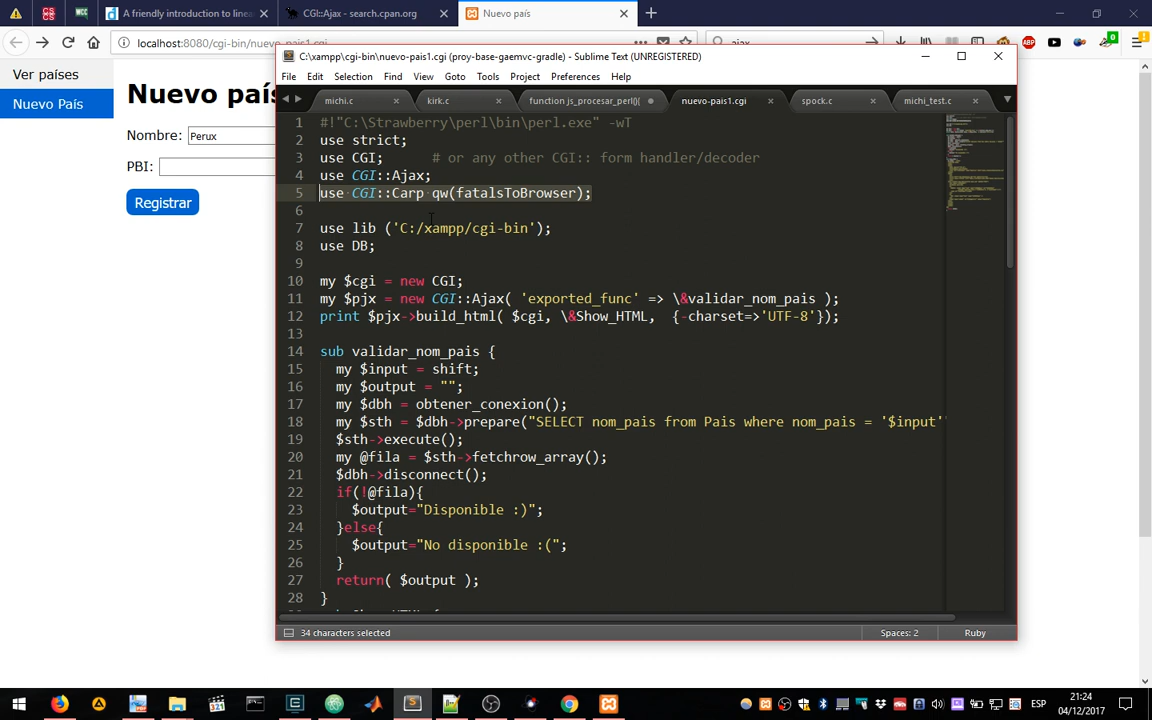 A friendly introduction to linea
CGI::Ajax - search.cpan.org
Nuevo país
localhost:8080/cgi-bin/nuevo-pais1.cgi
ajax
Ver países
Nuevo País
Nuevo país
Nombre: Perux
PBI:
Registrar
C:\xampp\cgi-bin\nuevo-pais1.cgi (proy-base-gaemvc-gradle) - Sublime Text (UNREGISTERED)
File Edit Selection Find View Goto Tools Project Preferences Help
michi.c kirk.c function js_procesar_perl(){ nuevo-pais1.cgi spock.c michi_test.c
1 #!"C:\Strawberry\perl\bin\perl.exe" -wT
2 use strict;
3 use CGI; # or any other CGI:: form handler/decoder
4 use CGI::Ajax;
5 use CGI::Carp qw(fatalsToBrowser);
6
7 use lib ('C:/xampp/cgi-bin');
8 use DB;
9
10 my $cgi = new CGI;
11 my $pjx = new CGI::Ajax( 'exported_func' => \&validar_nom_pais );
12 print $pjx->build_html( $cgi, \&Show_HTML, {-charset=>'UTF-8'});
13
14 sub validar_nom_pais {
15 my $input = shift;
16 my $output = "";
17 my $dbh = obtener_conexion();
18 my $sth = $dbh->prepare("SELECT nom_pais from Pais where nom_pais = '$input'
19 $sth->execute();
20 my @fila = $sth->fetchrow_array();
21 $dbh->disconnect();
22 if(!@fila){
23 $output="Disponible :)";
24 }else{
25 $output="No disponible :(";
26 }
27 return( $output );
28 }
34 characters selected
Spaces: 2
Ruby
ESP
21:24
04/12/2017